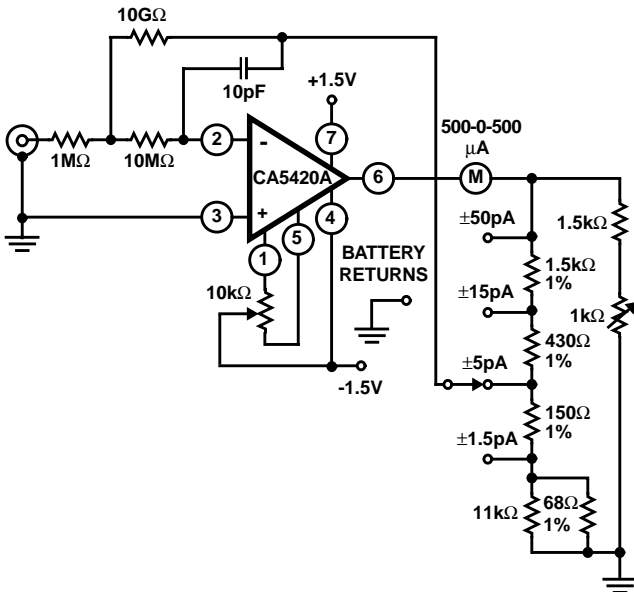 10GΩ
10pF
+1.5V
1MΩ
10MΩ
2
-
7
CA5420A
6
500-0-500
μA
M
3
+
4
5
1
10kΩ
BATTERY
RETURNS
-1.5V
±50pA
1.5kΩ
1%
1.5kΩ
±15pA
430Ω
1%
1kΩ
±5pA
150Ω
1%
±1.5pA
11kΩ
68Ω
1%